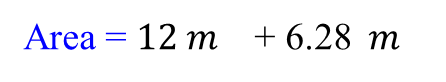 Area = 12 m + 6.28 m